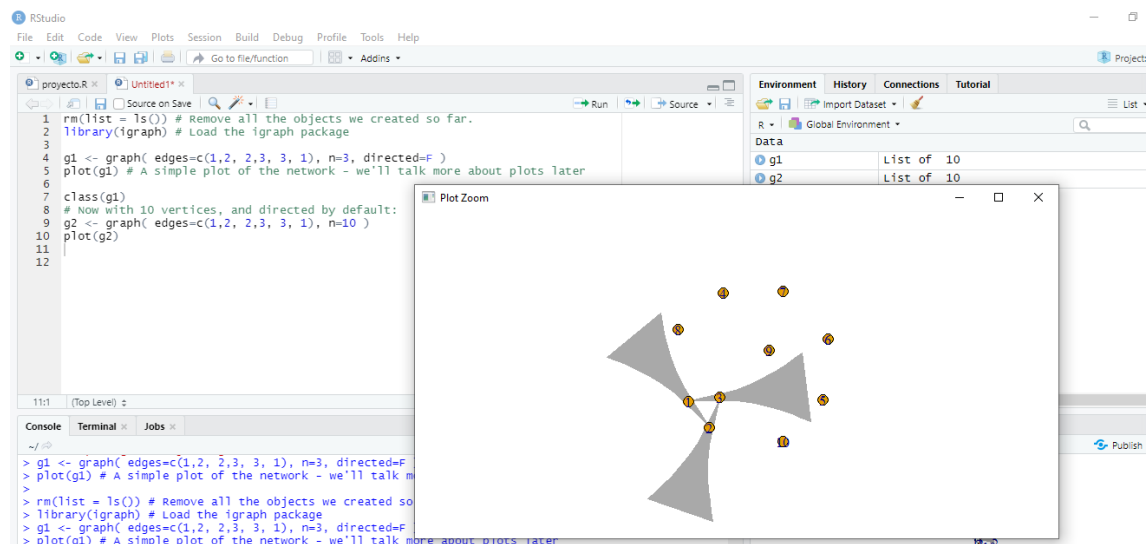 RStudio
File Edit Code View Plots Session Build Debug Profile Tools Help
Go to file/function Addins Project:
proyecto.R Untitled1*
Source on Save Run Source
1 rm(list = ls()) # Remove all the objects we created so far.
2 library(igraph) # Load the igraph package
3
4 g1 <- graph( edges=c(1,2, 2,3, 3, 1), n=3, directed=F )
5 plot(g1) # A simple plot of the network - we'll talk more about plots later
6
7 class(g1)
8 # Now with 10 vertices, and directed by default:
9 g2 <- graph( edges=c(1,2, 2,3, 3, 1), n=10 )
10 plot(g2)
11
12
11:1 (Top Level)
Environment History Connections Tutorial
Import Dataset List
R Global Environment
Data
g1 List of 10
g2 List of 10
Plot Zoom
4 7
8 6
9
1 3 5
2
10
Publish
Console Terminal Jobs
~/
> g1 <- graph( edges=c(1,2, 2,3, 3, 1), n=3, directed=F
> plot(g1) # A simple plot of the network - we'll talk m
>
> rm(list = ls()) # Remove all the objects we created so
> library(igraph) # Load the igraph package
> g1 <- graph( edges=c(1,2, 2,3, 3, 1), n=3, directed=F
> plot(g1) # A simple plot of the network - we'll talk more about plots later